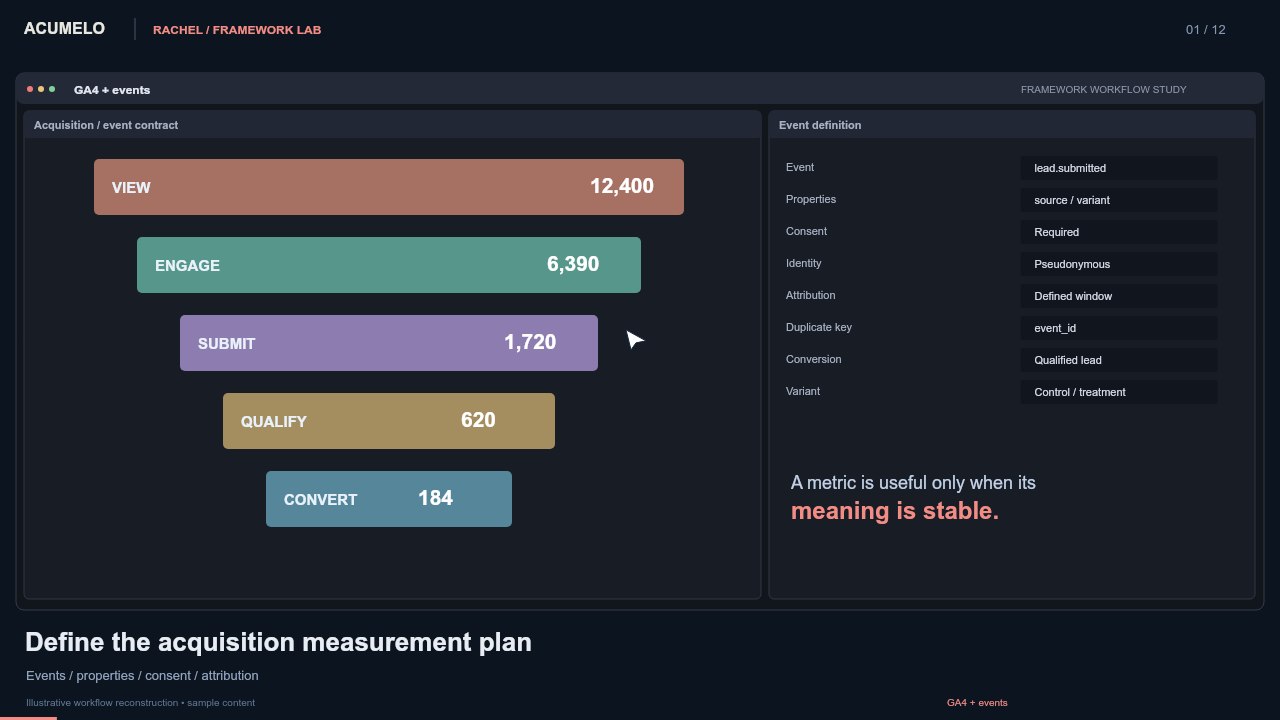 ACUMELO
RACHEL / FRAMEWORK LAB
01 / 12
GA4 + events
FRAMEWORK WORKFLOW STUDY
Acquisition / event contract
VIEW 12,400
ENGAGE 6,390
SUBMIT 1,720
QUALIFY 620
CONVERT 184
Event definition
Event lead.submitted
Properties source / variant
Consent Required
Identity Pseudonymous
Attribution Defined window
Duplicate key event_id
Conversion Qualified lead
Variant Control / treatment
A metric is useful only when its
meaning is stable.
Define the acquisition measurement plan
Events / properties / consent / attribution
Illustrative workflow reconstruction • sample content
GA4 + events